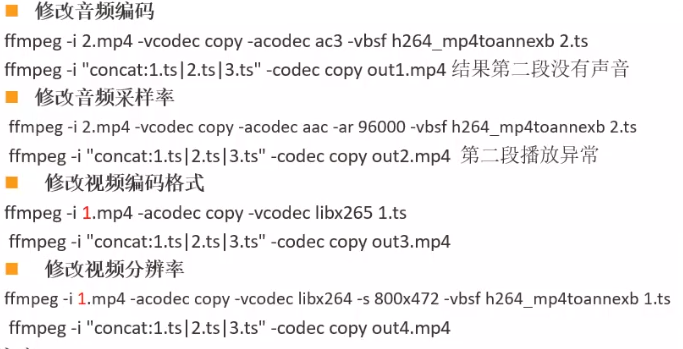 修改音频编码
ffmpeg -i 2.mp4 -vcodec copy -acodec ac3 -vbsf h264_mp4toannexb 2.ts
ffmpeg -i "concat:1.ts|2.ts|3.ts" -codec copy out1.mp4 结果第二段没有声音
修改音频采样率
ffmpeg -i 2.mp4 -vcodec copy -acodec aac -ar 96000 -vbsf h264_mp4toannexb 2.ts
ffmpeg -i "concat:1.ts|2.ts|3.ts" -codec copy out2.mp4 第二段播放异常
修改视频编码格式
ffmpeg -i 1.mp4 -acodec copy -vcodec libx265 1.ts
ffmpeg -i "concat:1.ts|2.ts|3.ts" -codec copy out3.mp4
修改视频分辨率
ffmpeg -i 1.mp4 -acodec copy -vcodec libx264 -s 800x472 -vbsf h264_mp4toannexb 1.ts
ffmpeg -i "concat:1.ts|2.ts|3.ts" -codec copy out4.mp4